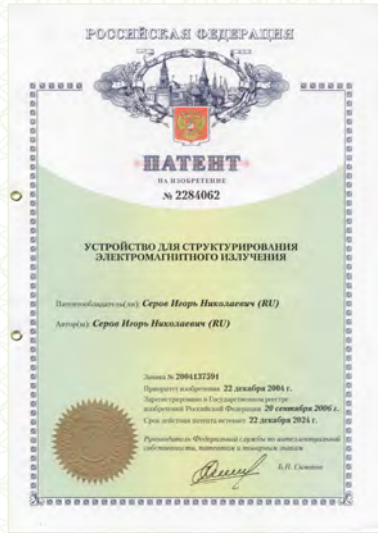 РОССИЙСКАЯ ФЕДЕРАЦИЯ
ПАТЕНТ
НА ИЗОБРЕТЕНИЕ
№ 2284062
УСТРОЙСТВО ДЛЯ СТРУКТУРИРОВАНИЯ
ЭЛЕКТРОМАГНИТНОГО ИЗЛУЧЕНИЯ
Патентообладатель(ли): Серов Игорь Николаевич (RU)
Автор(ы): Серов Игорь Николаевич (RU)
Заявка № 2004137591
Приоритет изобретения 22 декабря 2004 г.
Зарегистрировано в Государственном реестре
изобретений Российской Федерации 20 сентября 2006 г.
Срок действия патента истекает 22 декабря 2024 г.
Руководитель Федеральной службы по интеллектуальной
собственности, патентам и товарным знакам
Б.П. Симонов